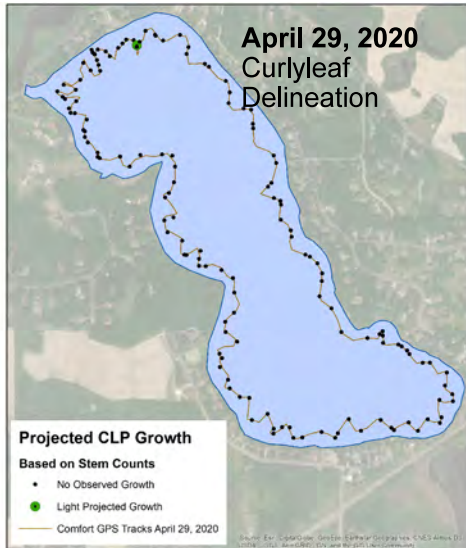 April 29, 2020
Curlyleaf
Delineation
Projected CLP Growth
Based on Stem Counts
No Observed Growth
Light Projected Growth
Comfort GPS Tracks April 29, 2020